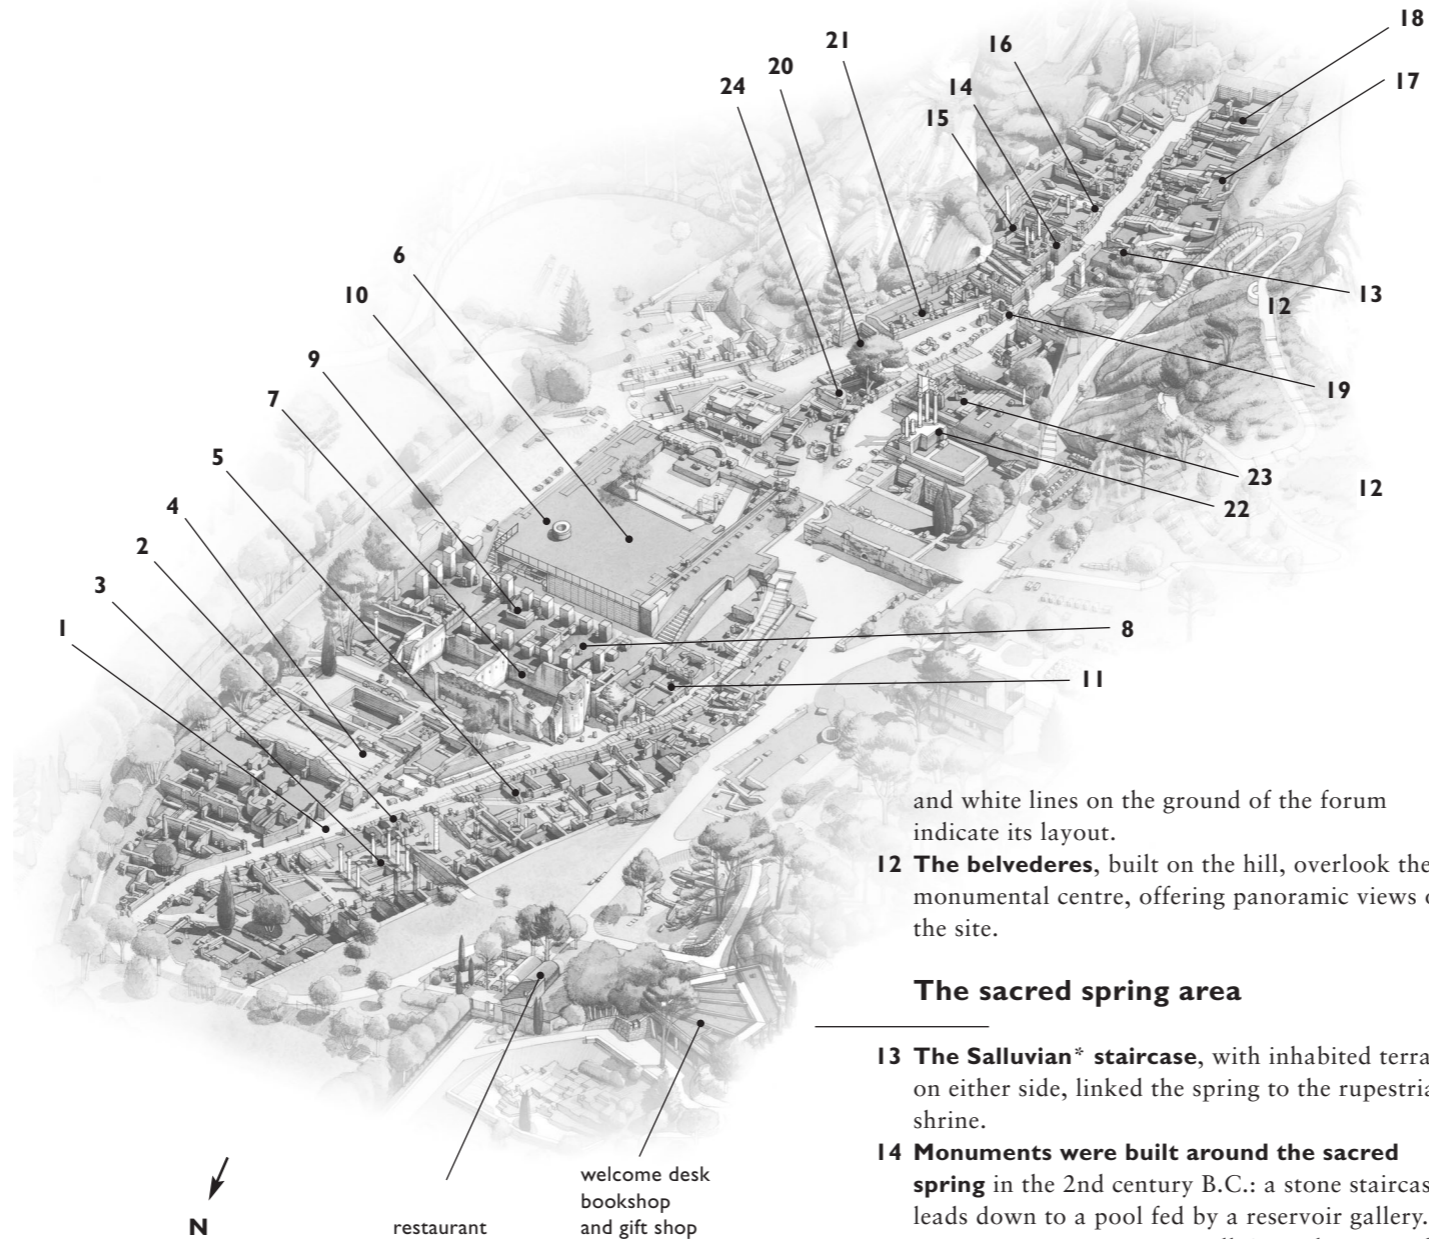 18
21
16
17
20
14
24
15
6
10
12
13
9
19
7
5
23
12
4
22
2
3
1
8
11
and white lines on the ground of the forum
indicate its layout.
12 The belvederes, built on the hill, overlook the
monumental centre, offering panoramic views
the site.
The sacred spring area
13 The Salluvian* staircase, with inhabited
on either side, linked the spring to the
shrine.
14 Monuments were built around the sacred
spring in the 2nd century B.C.: a stone
leads down to a pool fed by a reservoir gallery.
welcome desk
bookshop
and gift shop
restaurant
N